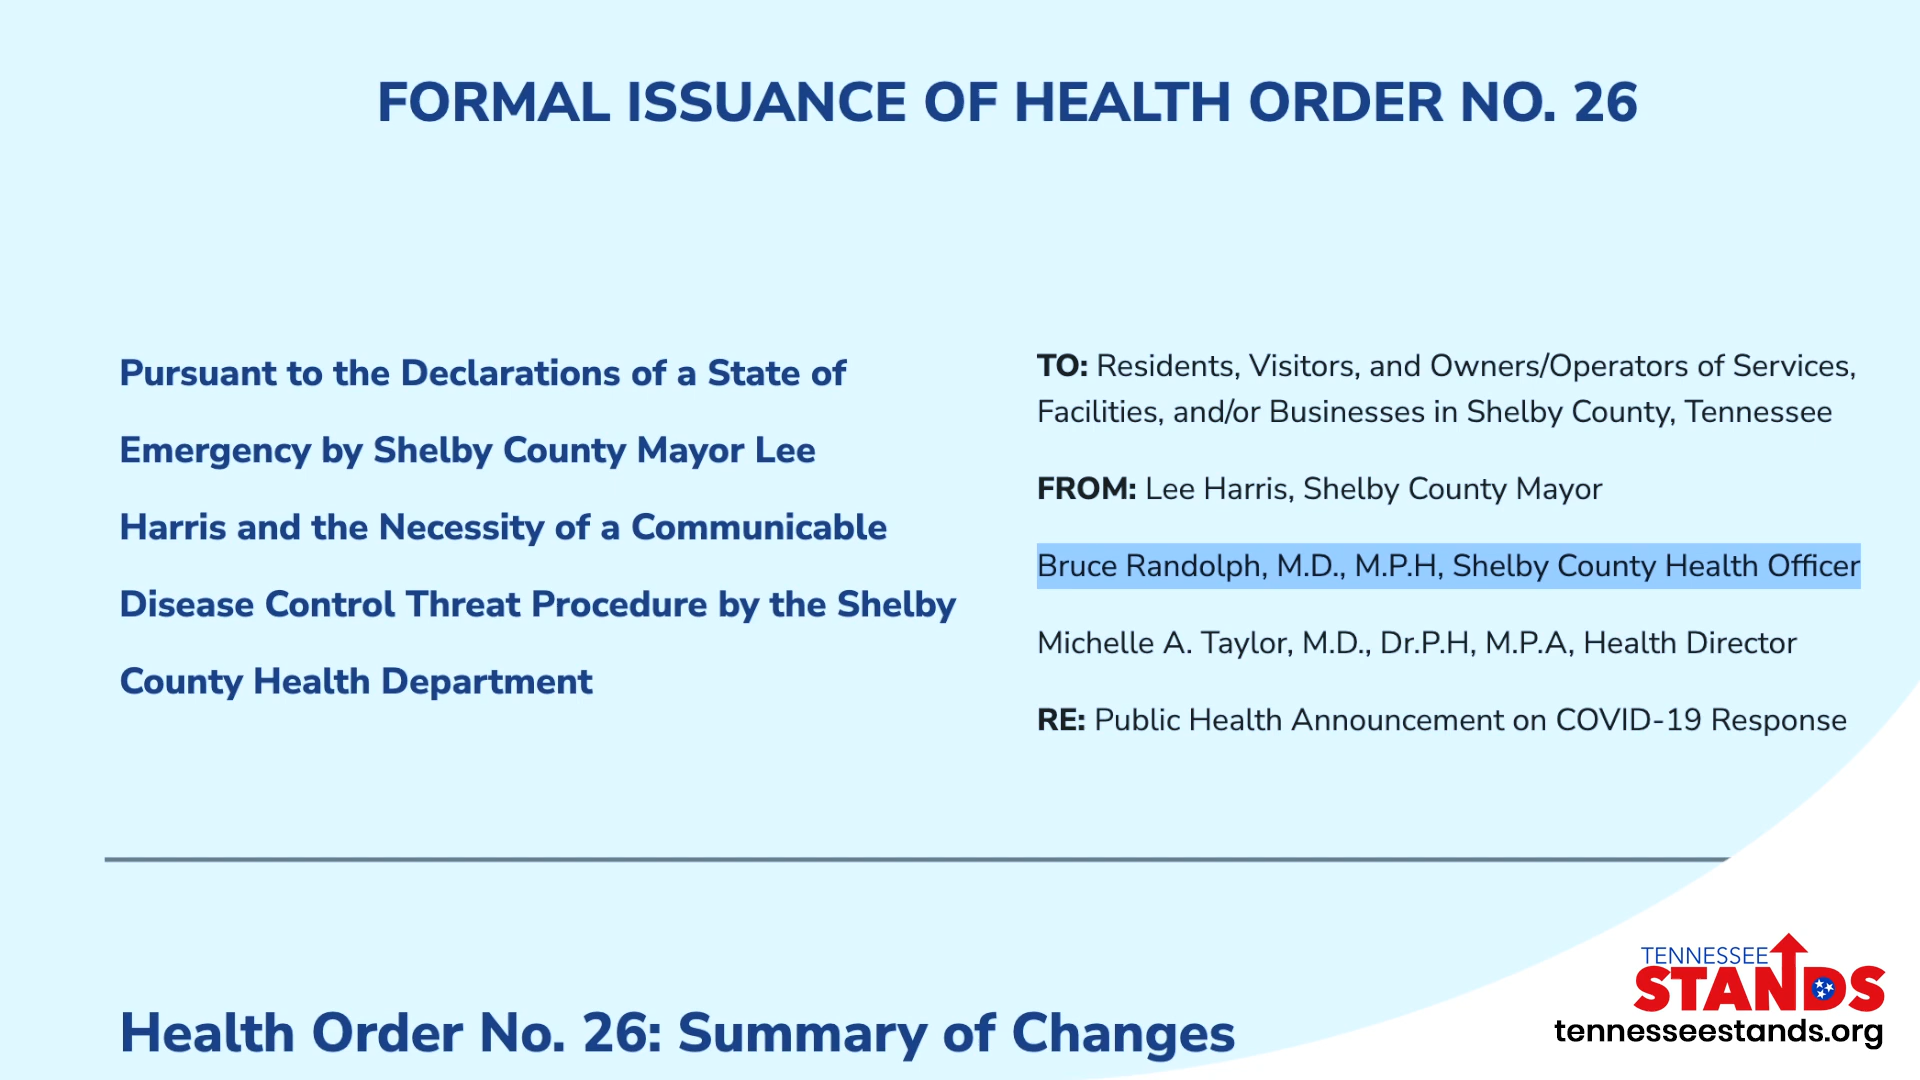 FORMAL ISSUANCE OF HEALTH ORDER NO. 26
Pursuant to the Declarations of a State of
Emergency by Shelby County Mayor Lee
Harris and the Necessity of a Communicable
Disease Control Threat Procedure by the Shelby
County Health Department
TO: Residents, Visitors, and Owners/Operators of Services,
Facilities, and/or Businesses in Shelby County, Tennessee
FROM: Lee Harris, Shelby County Mayor
Bruce Randolph, M.D., M.P.H, Shelby County Health Officer
Michelle A. Taylor, M.D., Dr.P.H, M.P.A, Health Director
RE: Public Health Announcement on COVID-19 Response
Health Order No. 26: Summary of Changes
TENNESSEE
STANDS
tennesseestands.org